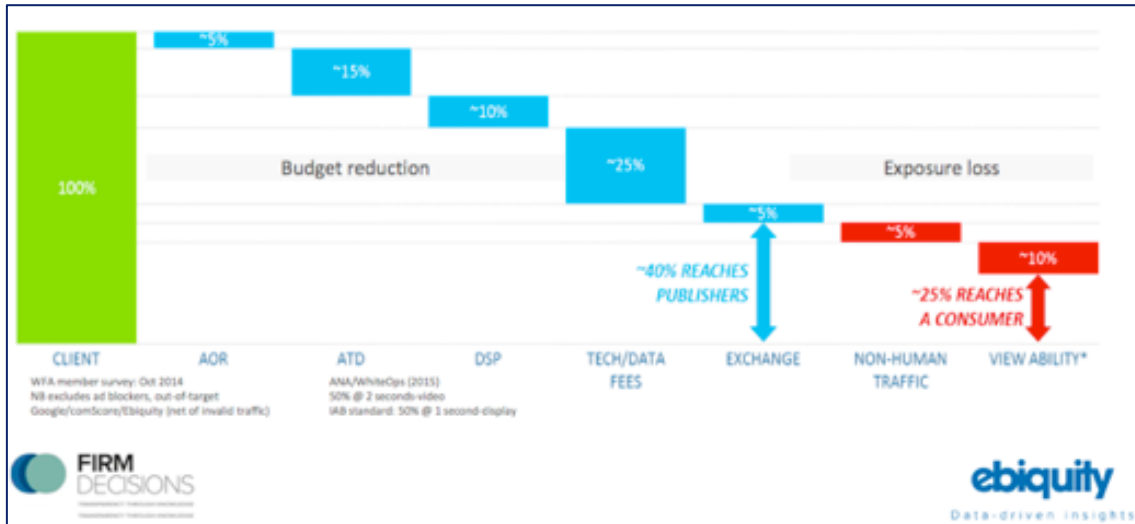 ~5%
~15%
~10%
Budget reduction
~25%
Exposure loss
100%
~5%
~5%
~10%
~40% REACHES
PUBLISHERS
~25% REACHES
A CONSUMER
CLIENT
AOR
ATD
DSP
TECH/DATA
FEES
EXCHANGE
NON-HUMAN
TRAFFIC
VIEW ABILITY*
WFA member survey: Oct 2014
NB excludes ad blockers, out-of-target
Google/comScore/Ebiquity (net of invalid traffic)
ANA/WhiteOps (2015)
50% @ 2 seconds-video
IAB standard: 50% @ 1 second-display
FIRM
DECISIONS
TRANSPARENCY THROUGH KNOWLEDGE
ebiquity
Data-driven insights